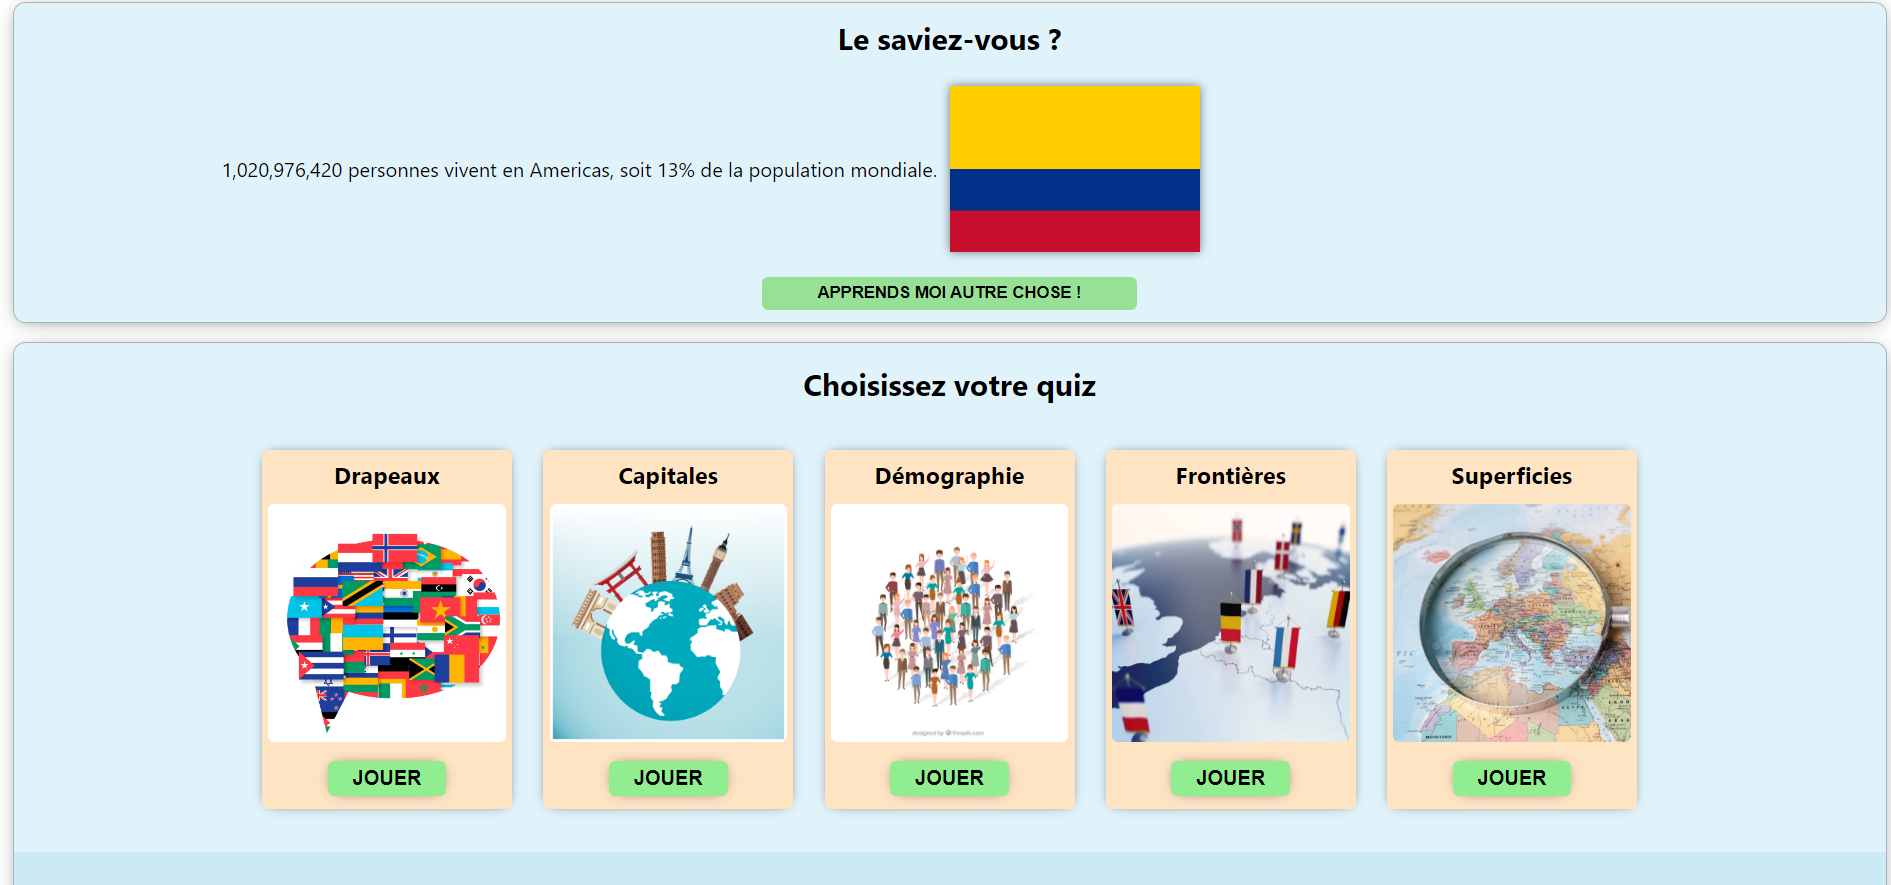 Le saviez-vous ?
1,020,976,420 personnes vivent en Americas, soit 13% de la population mondiale.
APPRENDS MOI AUTRE CHOSE !
Choisissez votre quiz
Drapeaux
Capitales
Démographie
Frontières
Superficies
designed by freepik.com
JOUER
JOUER
JOUER
JOUER
JOUER